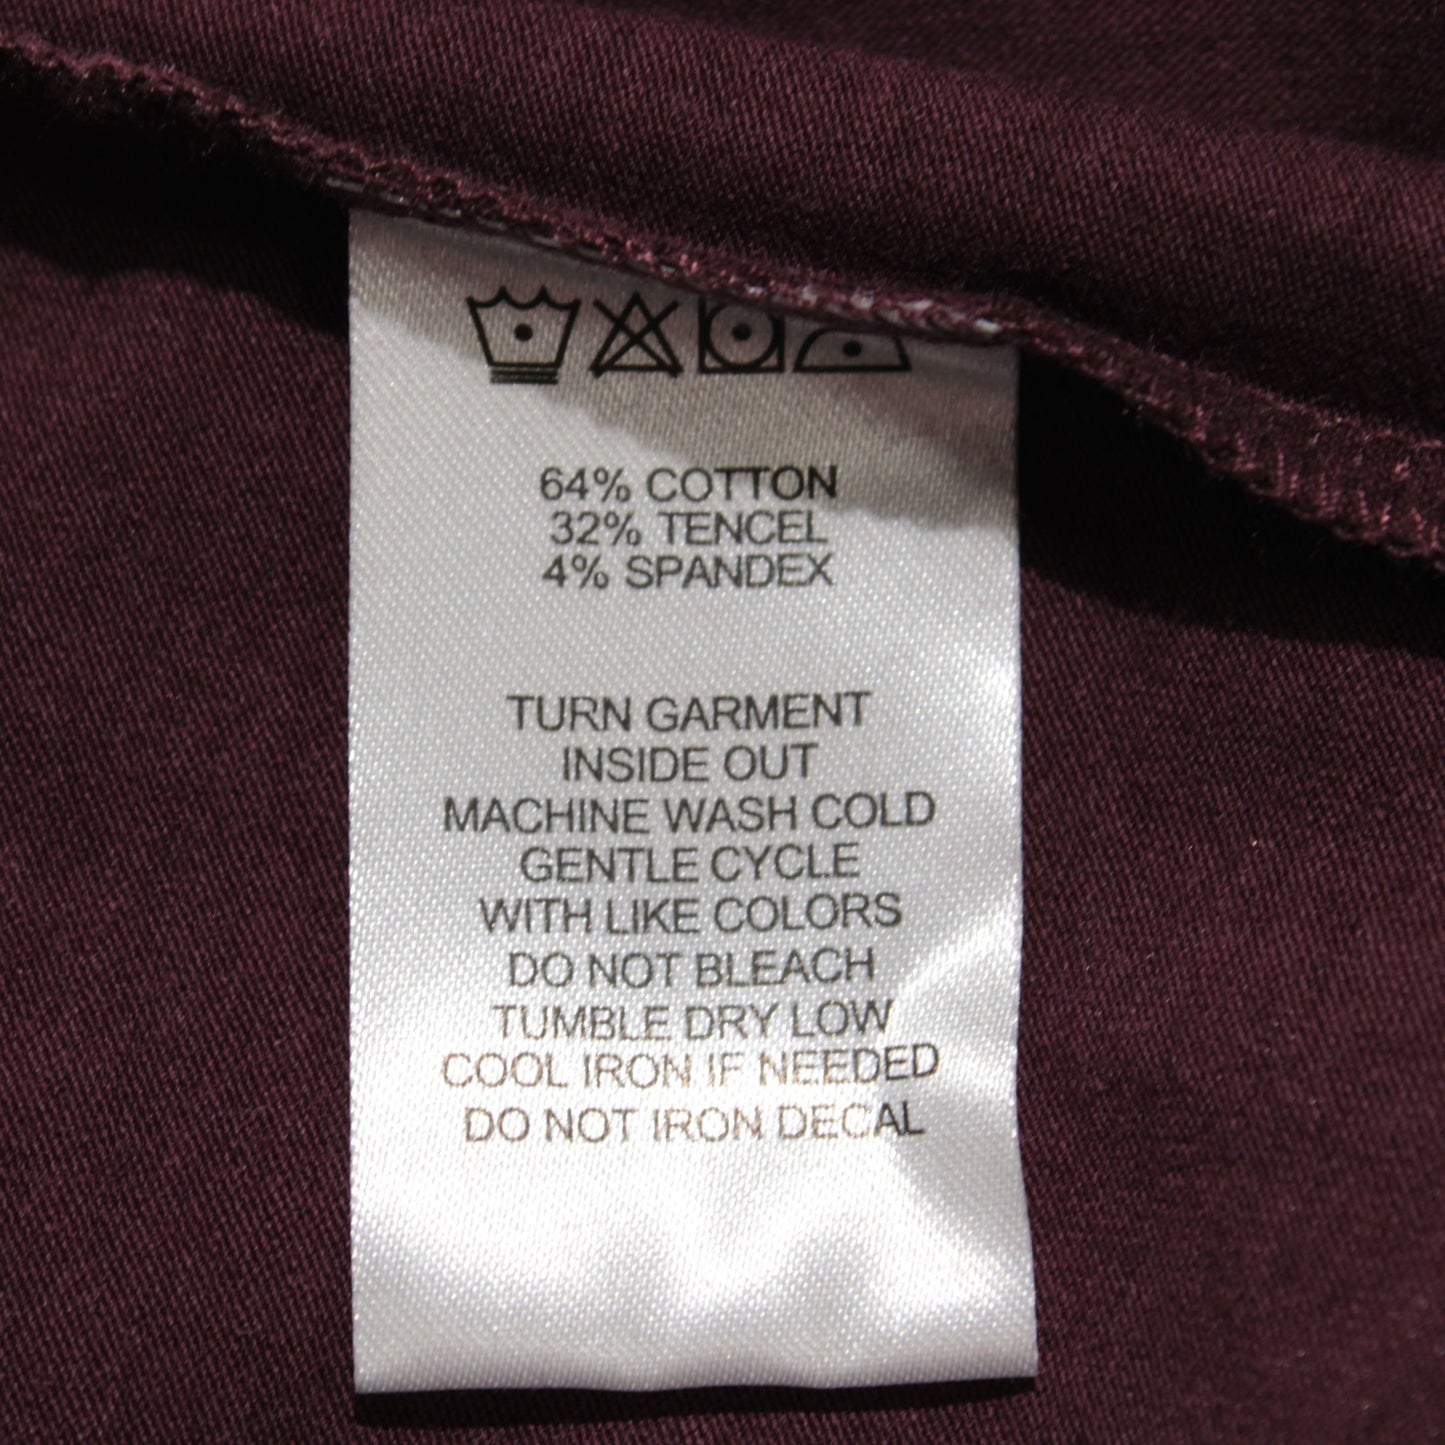 64% COTTON
32% TENCEL
4% SPANDEX
TURN GARMENT
INSIDE OUT
MACHINE WASH COLD
GENTLE CYCLE
WITH LIKE COLORS
DO NOT BLEACH
TUMBLE DRY LOW
COOL IRON IF NEEDED
DO NOT IRON DECAL